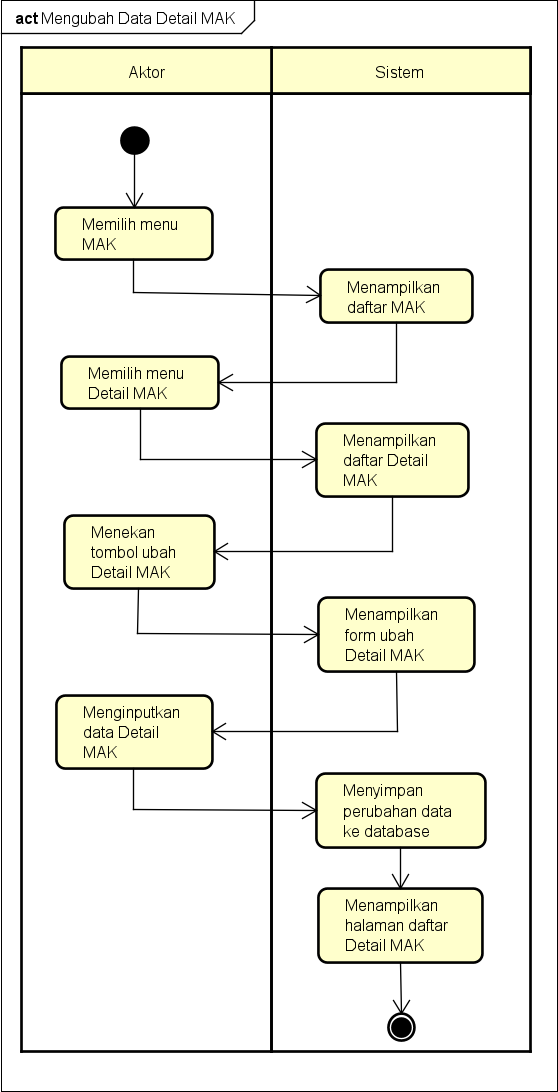 act Mengubah Data Detail MAK
Aktor
Sistem
Memilih menu
MAK
Menampilkan
daftar MAK
Memilih menu
Detail MAK
Menampilkan
daftar Detail
MAK
Menekan
tombol ubah
Detail MAK
Menampilkan
form ubah
Detail MAK
Menginputkan
data Detail
MAK
Menyimpan
perubahan data
ke database
Menampilkan
halaman daftar
Detail MAK